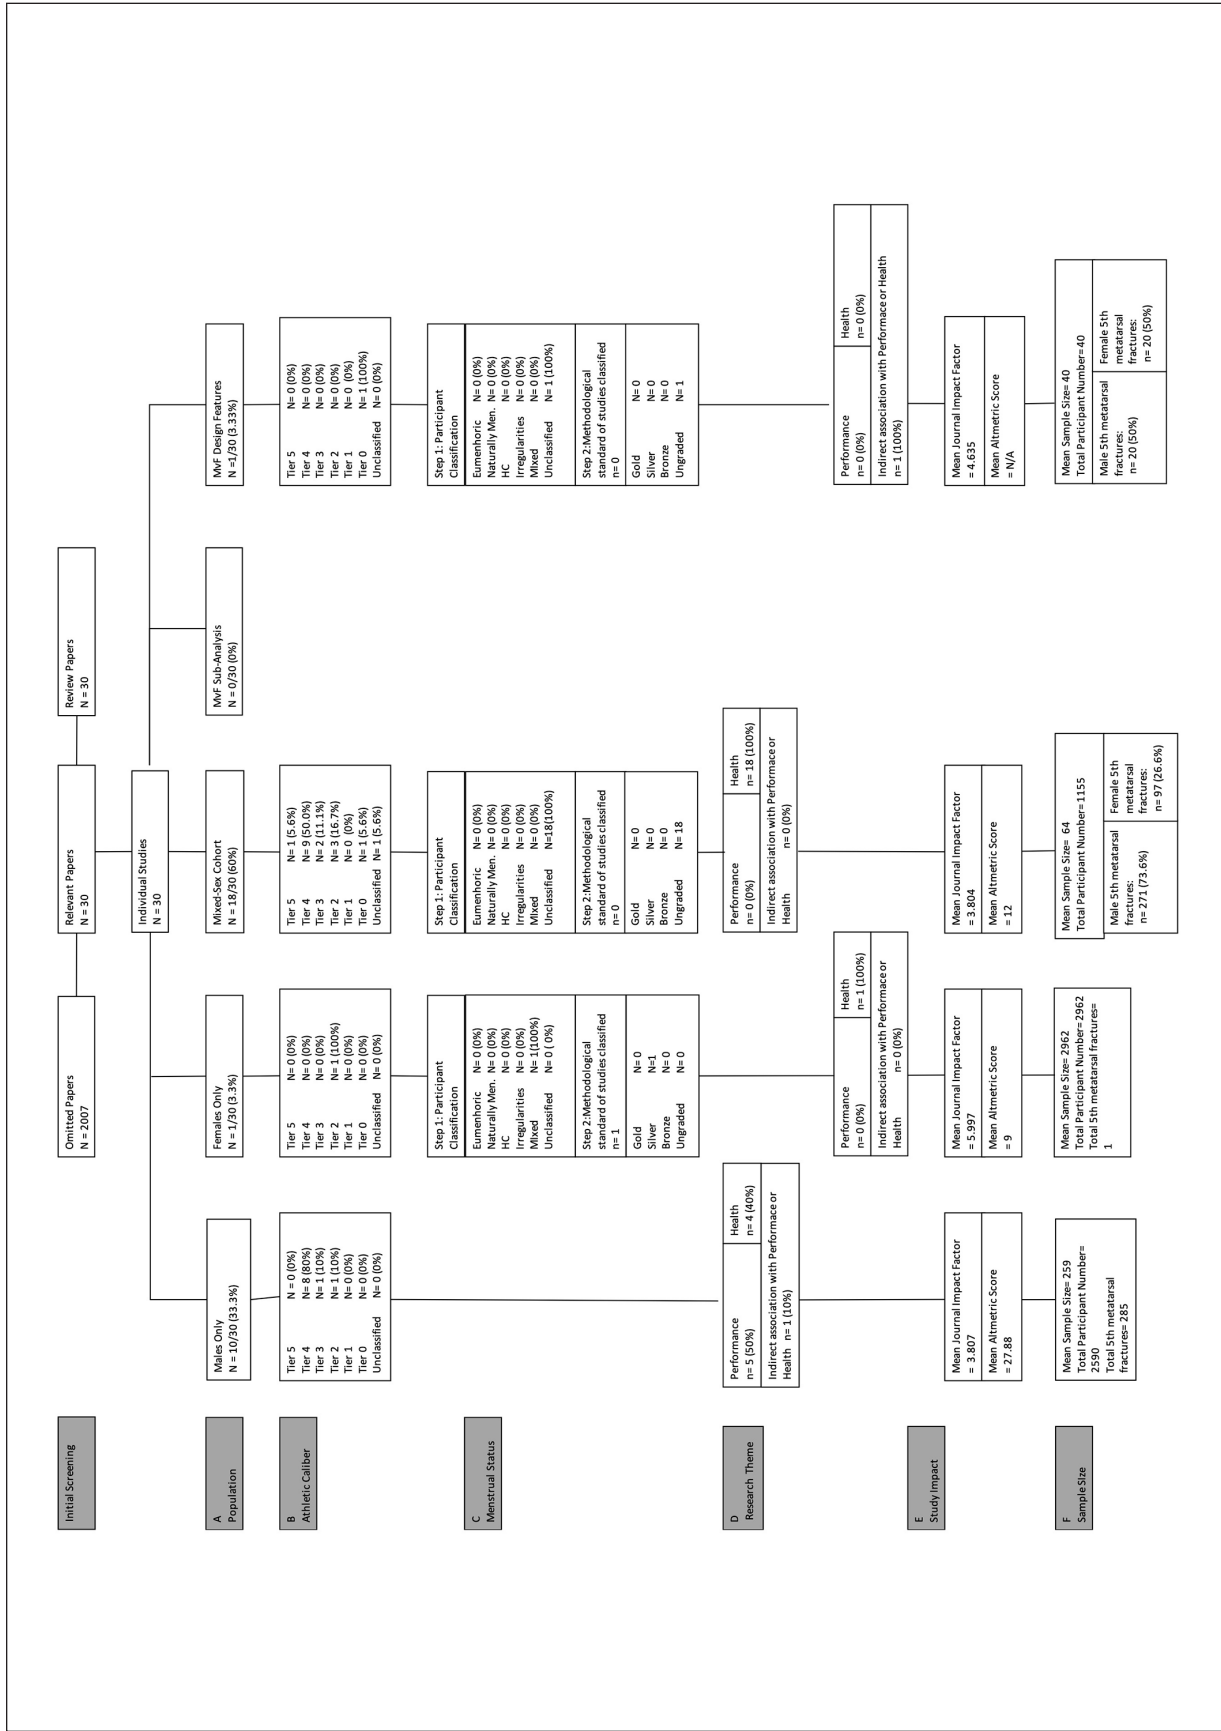 Initial Screening
Omitted Papers
N = 2007
Relevant Papers
N = 30
Review Papers
N = 30
Individual Studies
N = 30
A
Population
Males Only
N = 10/30 (33.3%)
Females Only
N = 1/30 (3.3%)
Mixed-Sex Cohort
N = 18/30 (60%)
MvF Sub-Analysis
N = 0/30 (0%)
MvF Design Features
N =1/30 (3.33%)
B
Athletic Caliber
Tier 5 N = 0 (0%)
Tier 4 N= 8 (80%)
Tier 3 N= 1 (10%)
Tier 2 N= 1 (10%)
Tier 1 N= 0 (0%)
Tier 0 N= 0 (0%)
Unclassified N= 0 (0%)
Tier 5 N= 0 (0%)
Tier 4 N= 0 (0%)
Tier 3 N= 0 (0%)
Tier 2 N= 1 (100%)
Tier 1 N= 0 (0%)
Tier 0 N= 0 (0%)
Unclassified N= 0 (0%)
Tier 5 N= 1 (5.6%)
Tier 4 N= 9 (50.0%)
Tier 3 N= 2 (11.1%)
Tier 2 N= 3 (16.7%)
Tier 1 N= 0 (0%)
Tier 0 N= 1 (5.6%)
Unclassified N= 1 (5.6%)
Tier 5 N= 0 (0%)
Tier 4 N= 0 (0%)
Tier 3 N= 0 (0%)
Tier 2 N= 0 (0%)
Tier 1 N= 0 (0%)
Tier 0 N= 1 (100%)
Unclassified N= 0 (0%)
C
Menstrual Status
Step 1: Participant
Classification
Eumenhoric N= 0 (0%)
Naturally Men. N= 0 (0%)
HC N= 0 (0%)
Irregularities N= 0 (0%)
Mixed N= 1 (100%)
Unclassified N= 0 ( 0%)
Step 2:Methodological
standard of studies classified
n= 1
Gold N= 0
Silver N=1
Bronze N= 0
Ungraded N= 0
Step 1: Participant
Classification
Eumenhoric N= 0 (0%)
Naturally Men. N= 0 (0%)
HC N= 0 (0%)
Irregularities N= 0 (0%)
Mixed N= 0 (0%)
Unclassified N=18(100%)
Step 2:Methodological
standard of studies classified
n= 0
Gold N= 0
Silver N= 0
Bronze N= 0
Ungraded N= 18
Step 1: Participant
Classification
Eumenhoric N= 0 (0%)
Naturally Men. N= 0 (0%)
HC N= 0 (0%)
Irregularities N= 0 (0%)
Mixed N= 0 (0%)
Unclassified N= 1 (100%)
Step 2:Methodological
standard of studies classified
n= 0
Gold N= 0
Silver N= 0
Bronze N= 0
Ungraded N= 1
D
Research Theme
Performance
n= 5 (50%)
Health
n= 4 (40%)
Indirect association with Performace or
Health n= 1 (10%)
Performance
n= 0 (0%)
Health
n= 1 (100%)
Indirect association with Performace or
Health n= 0 (0%)
Performance
n= 0 (0%)
Health
n= 18 (100%)
Indirect association with Performace or
Health n= 0 (0%)
Performance
n= 0 (0%)
Health
n= 0 (0%)
Indirect association with Performace or Health
n= 1 (100%)
E
Study Impact
Mean Journal Impact Factor
= 3.807
Mean Altmetric Score
= 27.88
Mean Journal Impact Factor
= 5.997
Mean Altmetric Score
= 9
Mean Journal Impact Factor
= 3.804
Mean Altmetric Score
= 12
Mean Journal Impact Factor
= 4.635
Mean Altmetric Score
= N/A
F
Sample Size
Mean Sample Size= 259
Total Participant Number=
2590
Total 5th metatarsal
fractures= 285
Mean Sample Size= 2962
Total Participant Number= 2962
Total 5th metatarsal fractures=
1
Mean Sample Size= 64
Total Participant Number= 1155
Male 5th metatarsal
fractures:
n= 271 (73.6%)
Female 5th
metatarsal
fractures:
n= 97 (26.6%)
Mean Sample Size= 40
Total Participant Number= 40
Male 5th metatarsal
fractures:
n= 20 (50%)
Female 5th
metatarsal
fractures:
n= 20 (50%)